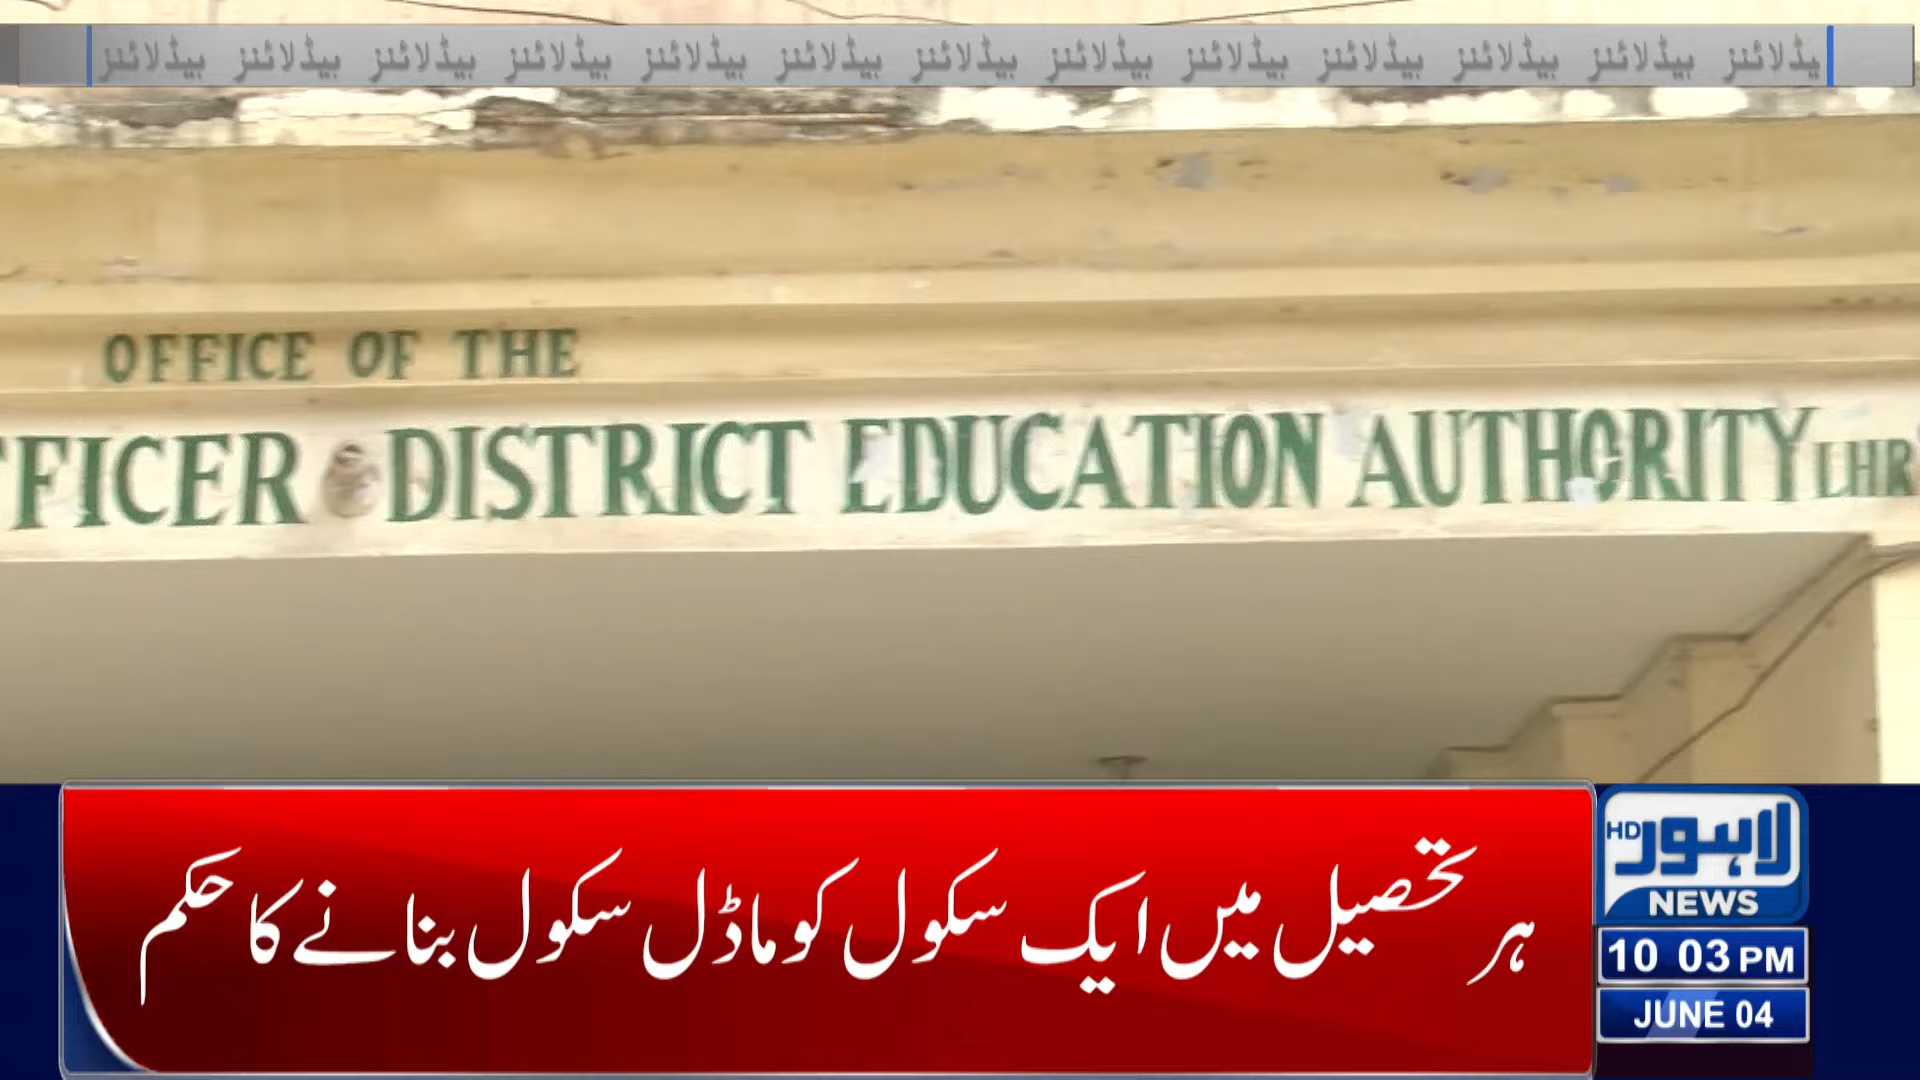 ہیڈلائنز ہیڈلائنز ہیڈلائنز ہیڈلائنز ہیڈلائنز ہیڈلائنز ہیڈلائنز ہیڈلائنز ہیڈلائنز ہیڈلائنز ہیڈلائنز ہیڈلائنز یڈلائنز
OFFICE OF THE
FFICER DISTRICT EDUCATION AUTHORITY LHR
ہر تحصیل میں ایک سکول کو ماڈل سکول بنانے کا حکم
لاہور HD
NEWS
10 03 PM
JUNE 04